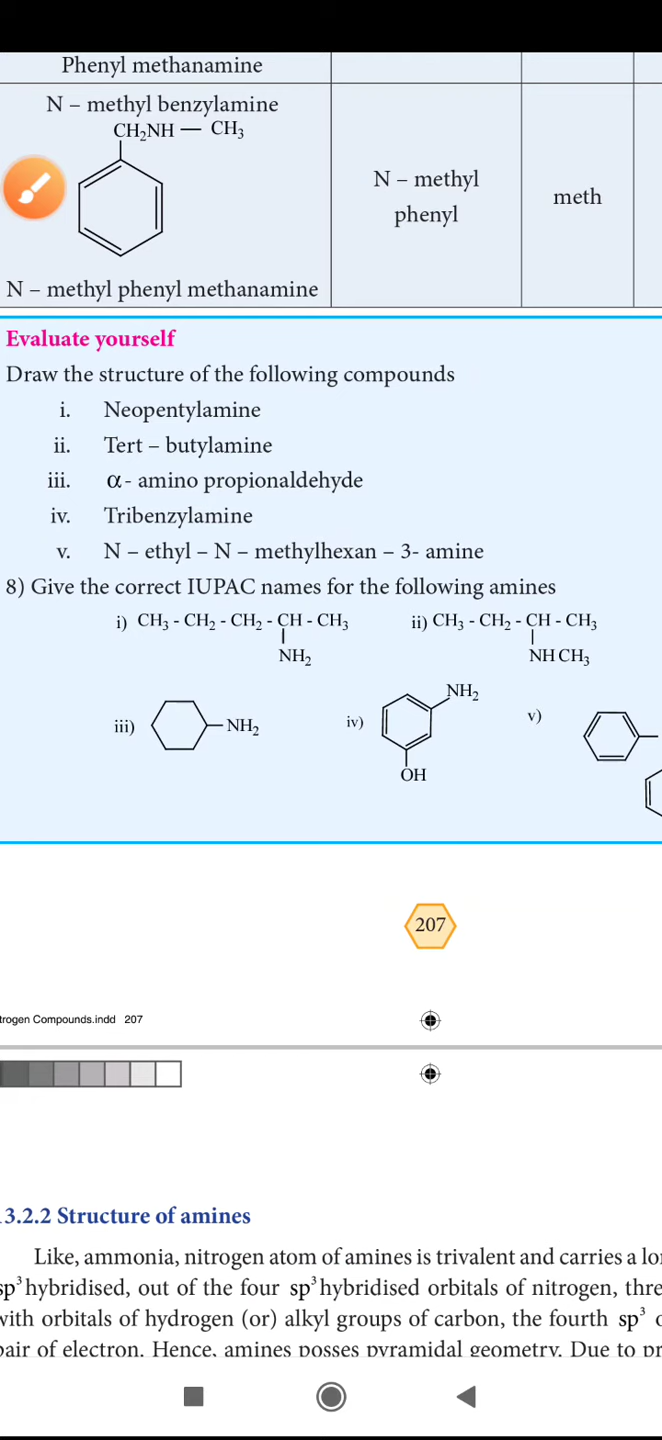 Phenyl methanamine
N – methyl benzylamine
CH₂NH — CH₃
N – methyl
phenyl
meth
N – methyl phenyl methanamine
Evaluate yourself
Draw the structure of the following compounds
i. Neopentylamine
ii. Tert – butylamine
iii. α- amino propionaldehyde
iv. Tribenzylamine
v. N – ethyl – N – methylhexan – 3- amine
8) Give the correct IUPAC names for the following amines
i) CH₃ - CH₂ - CH₂ - CH - CH₃ ii) CH₃ - CH₂ - CH - CH₃
NH₂ NH CH₃
iii) NH₂ iv) NH₂ v)
OH
207
trogen Compounds.indd 207
3.2.2 Structure of amines
Like, ammonia, nitrogen atom of amines is trivalent and carries a lo
sp³ hybridised, out of the four sp³ hybridised orbitals of nitrogen, thre
with orbitals of hydrogen (or) alkyl groups of carbon, the fourth sp³
pair of electron. Hence, amines posses pyramidal geometry. Due to pr